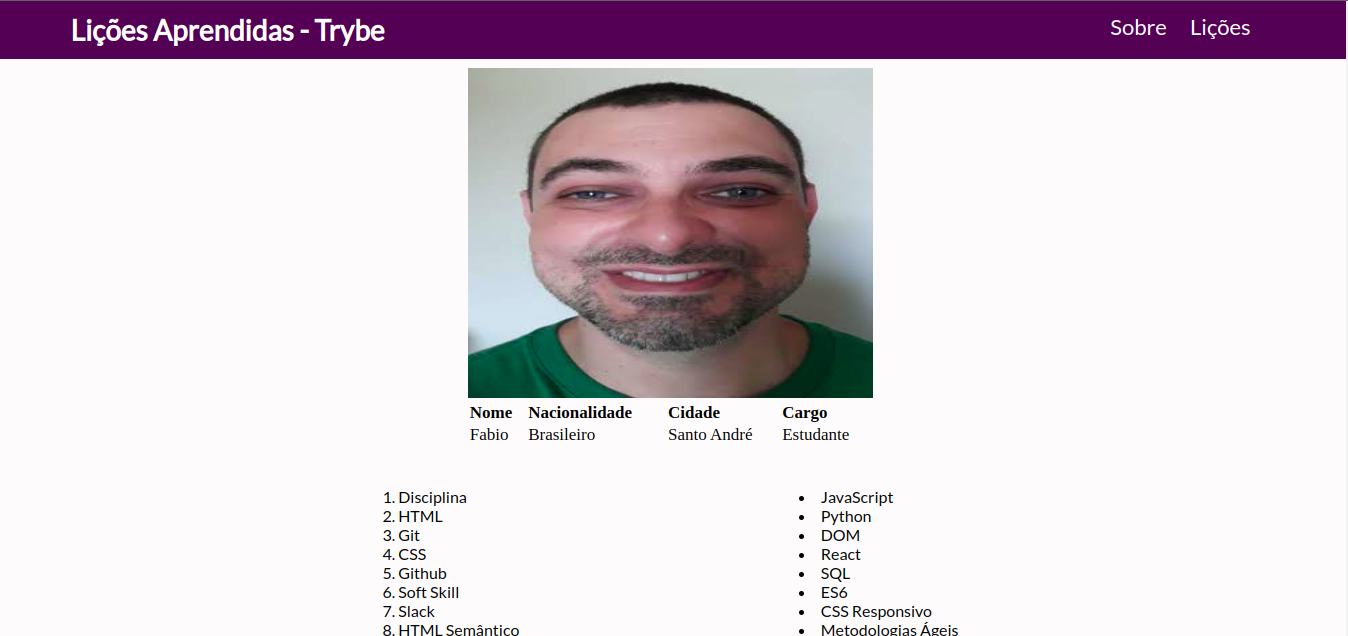 Lições Aprendidas - Trybe
Sobre Lições
Nome Nacionalidade Cidade Cargo
Fabio Brasileiro Santo André Estudante
1. Disciplina
2. HTML
3. Git
4. CSS
5. Github
6. Soft Skill
7. Slack
8. HTML Semântico
• JavaScript
• Python
• DOM
• React
• SQL
• ES6
• CSS Responsivo
• Metodologias Ágeis